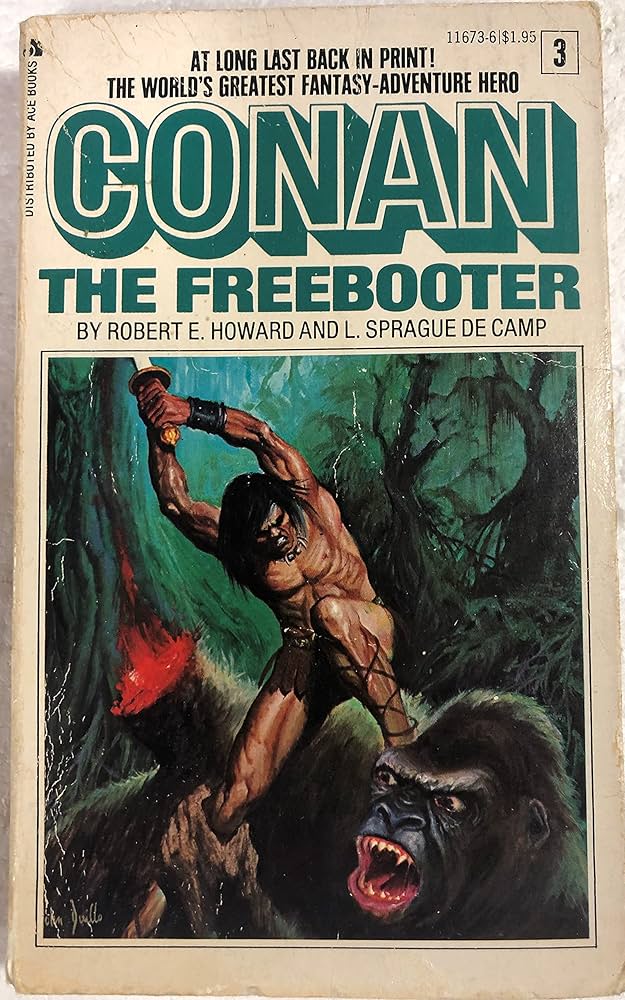 11673-6 | $1.95
3
DISTRIBUTED BY ACE BOOKS
AT LONG LAST BACK IN PRINT!
THE WORLD'S GREATEST FANTASY-ADVENTURE HERO
CONAN
THE FREEBOOTER
BY ROBERT E. HOWARD AND L. SPRAGUE DE CAMP